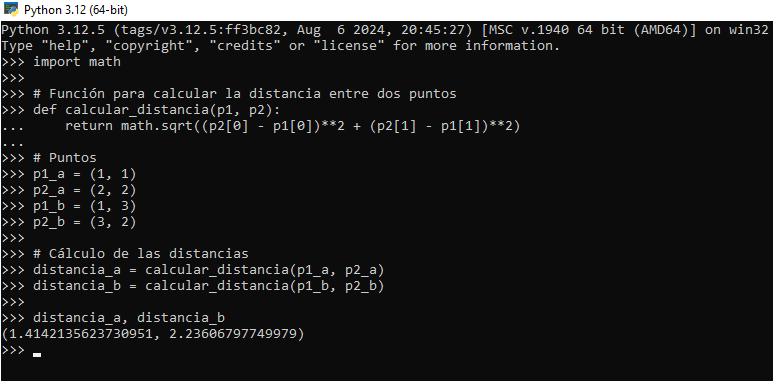 Python 3.12 (64-bit)
Python 3.12.5 (tags/v3.12.5:ff3bc82, Aug  6 2024, 20:45:27) [MSC v.1940 64 bit (AMD64)] on win32
Type "help", "copyright", "credits" or "license" for more information.
>>> import math
>>>
>>> # Función para calcular la distancia entre dos puntos
>>> def calcular_distancia(p1, p2):
...     return math.sqrt((p2[0] - p1[0])**2 + (p2[1] - p1[1])**2)
...
>>> # Puntos
>>> p1_a = (1, 1)
>>> p2_a = (2, 2)
>>> p1_b = (1, 3)
>>> p2_b = (3, 2)
>>>
>>> # Cálculo de las distancias
>>> distancia_a = calcular_distancia(p1_a, p2_a)
>>> distancia_b = calcular_distancia(p1_b, p2_b)
>>>
>>> distancia_a, distancia_b
(1.4142135623730951, 2.23606797749979)
>>>